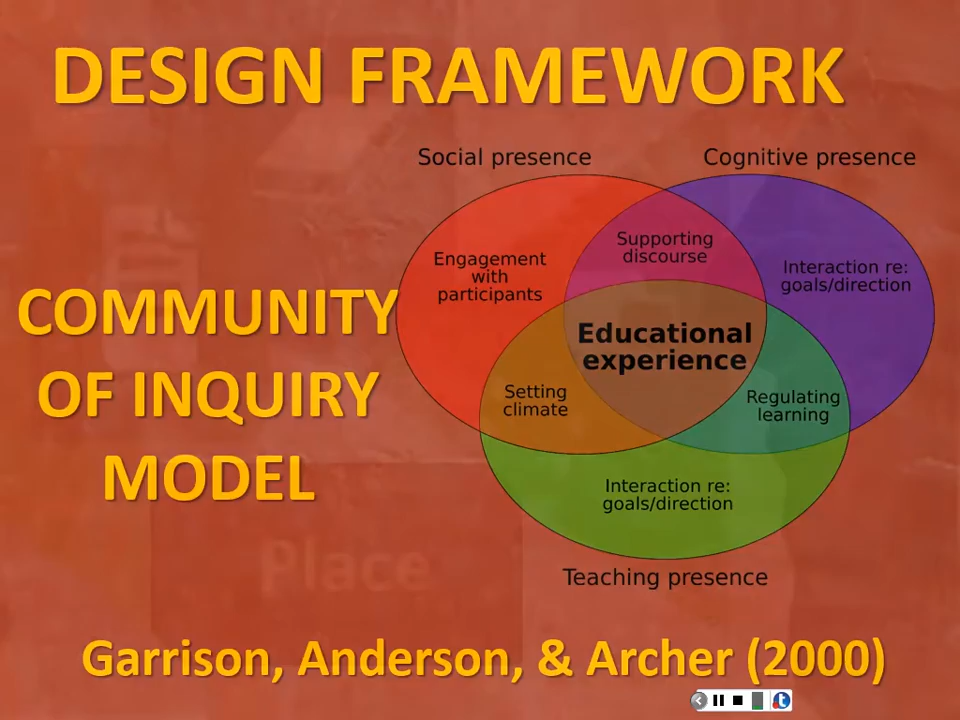 DESIGN FRAMEWORK
Social presence
Cognitive presence
Supporting
discourse
Engagement
with
participants
Interaction re:
goals/direction
COMMUNITY
OF INQUIRY
MODEL
Educational
experience
Setting
climate
Regulating
learning
Interaction re:
goals/direction
Place
Teaching presence
Garrison, Anderson, & Archer (2000)
t